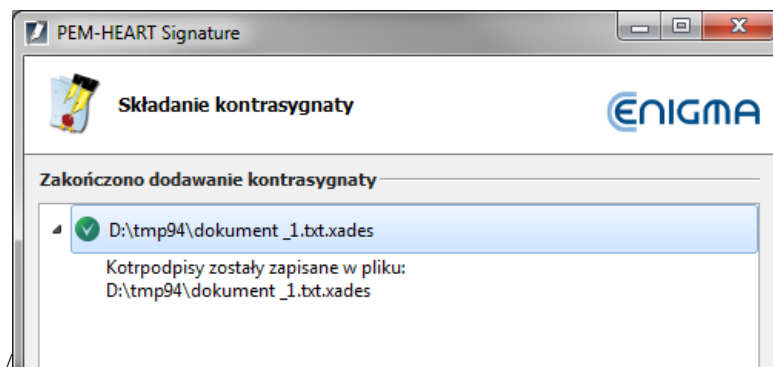 PEM-HEART Signature
Składanie kontrasygnaty
ENIGMA
Zakończono dodawanie kontrasygnaty
D:\tmp94\dokument _1.txt.xades
Kotrpodpisy zostały zapisane w pliku:
D:\tmp94\dokument _1.txt.xades